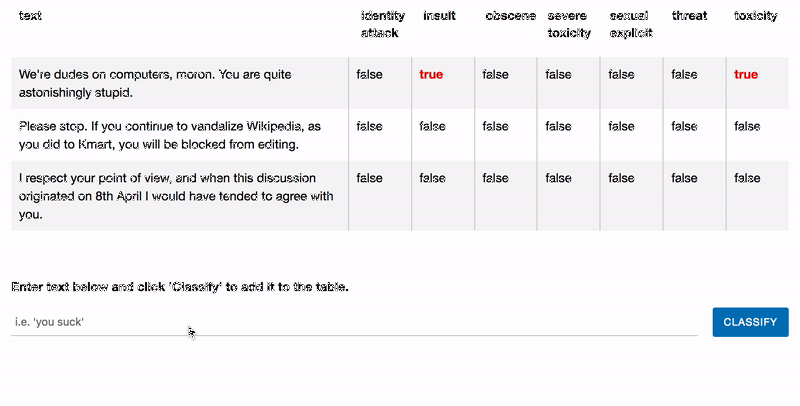 text identity insult obscene severe sexual threat toxicity
attack toxicity explicit
We're dudes on computers, moron. You are quite false true false false false false true
astonishingly stupid.
Please stop. If you continue to vandalize Wikipedia, as false false false false false false false
you did to Kmart, you will be blocked from editing.
I respect your point of view, and when this discussion false false false false false false false
originated on 8th April I would have tended to agree with
you.
Enter text below and click 'Classify' to add it to the table.
i.e. 'you suck'
CLASSIFY